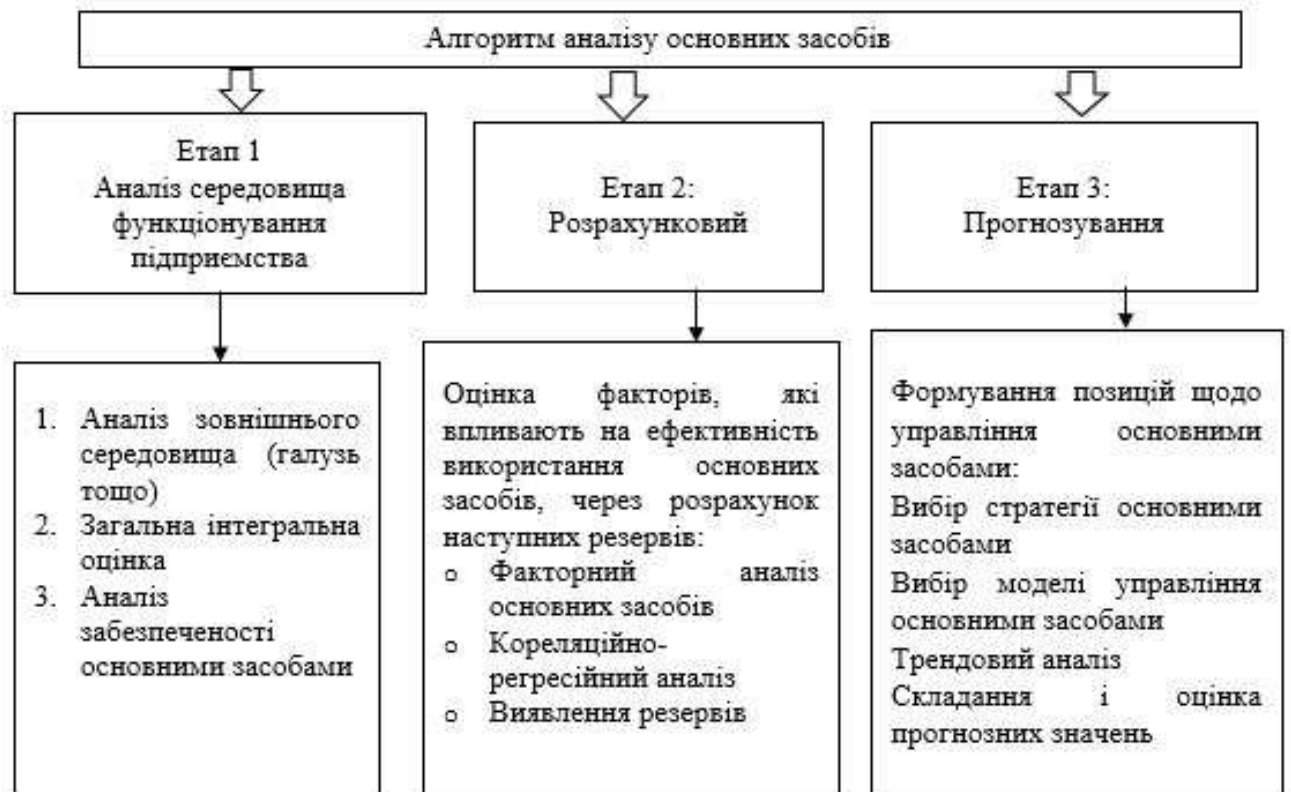 Алгоритм аналізу основних засобів
Етап 1
Аналіз середовища
функціонування
підприємства
Етап 2:
Розрахунковий
Етап 3:
Прогнозування
1. Аналіз зовнішнього
середовища (галузь
тощо)
2. Загальна інтегральна
оцінка
3. Аналіз
забезпеченості
основними засобами
Оцінка факторів, які
впливають на ефективність
використання основних
засобів, через розрахунок
наступних резервів:
o Факторний аналіз
основних засобів
o Кореляційно-
регресійний аналіз
o Виявлення резервів
Формування позицій щодо
управління основними
засобами:
Вибір стратегії основними
засобами
Вибір моделі управління
основними засобами
Трендовий аналіз
Складання і оцінка
прогнозних значень